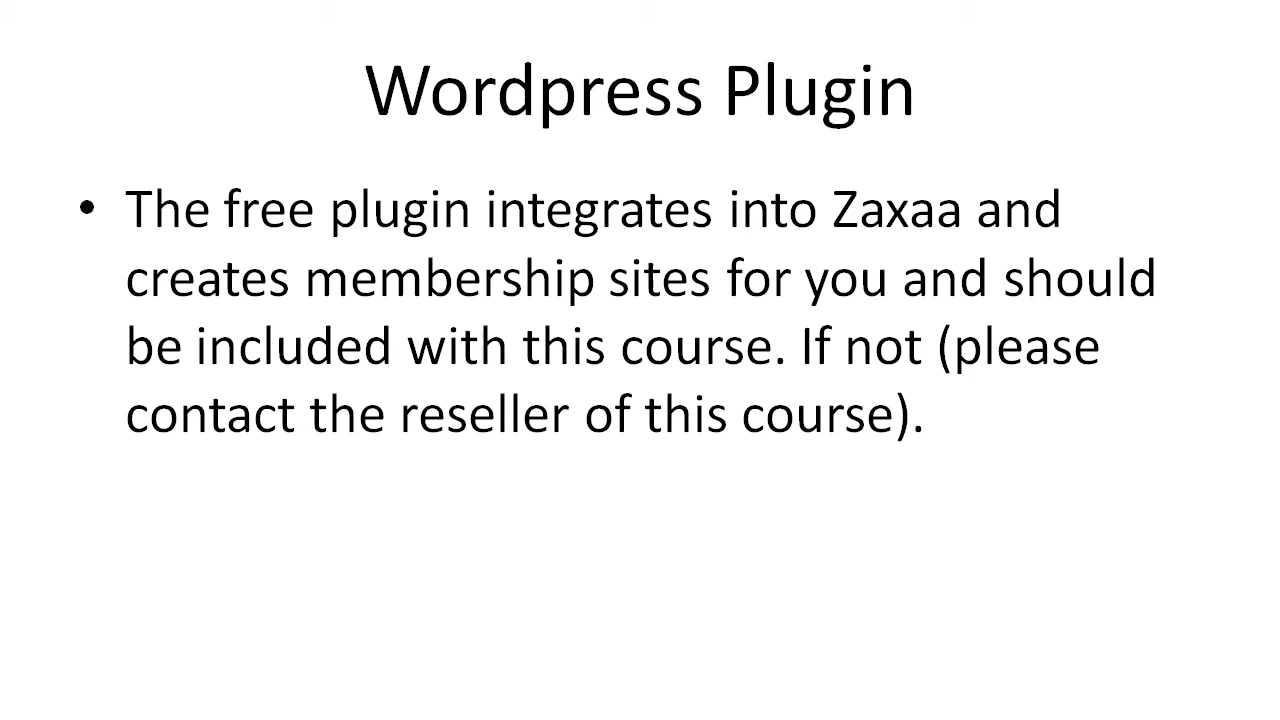 Wordpress Plugin
• The free plugin integrates into Zaxaa and
creates membership sites for you and should
be included with this course. If not (please
contact the reseller of this course).